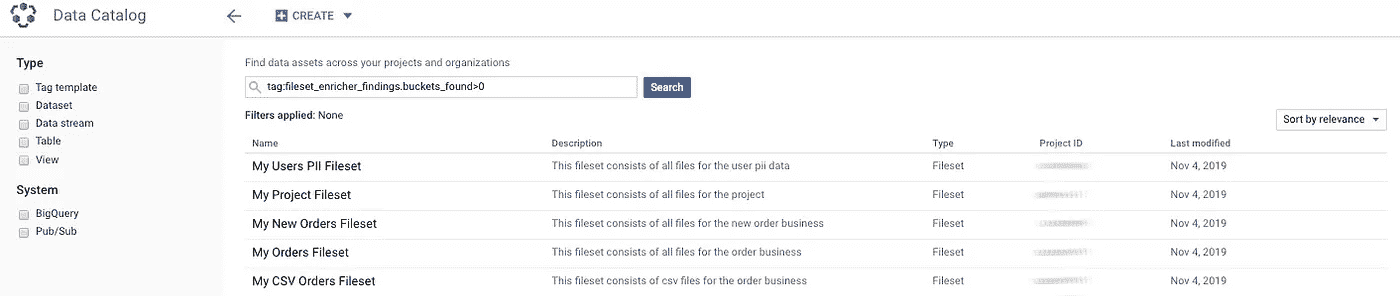 Data Catalog
CREATE
Type
Tag template
Dataset
Data stream
Table
View
System
BigQuery
Pub/Sub
Find data assets across your projects and organizations
tag:fileset_enricher_findings.buckets_found>0
Search
Filters applied: None
Sort by relevance
Name Description Type Project ID Last modified
My Users PII Fileset This fileset consists of all files for the user pii data Fileset Nov 4, 2019
My Project Fileset This fileset consists of all files for the project Fileset Nov 4, 2019
My New Orders Fileset This fileset consists of all files for the new order business Fileset Nov 4, 2019
My Orders Fileset This fileset consists of all files for the order business Fileset Nov 4, 2019
My CSV Orders Fileset This fileset consists of csv files for the order business Fileset Nov 4, 2019